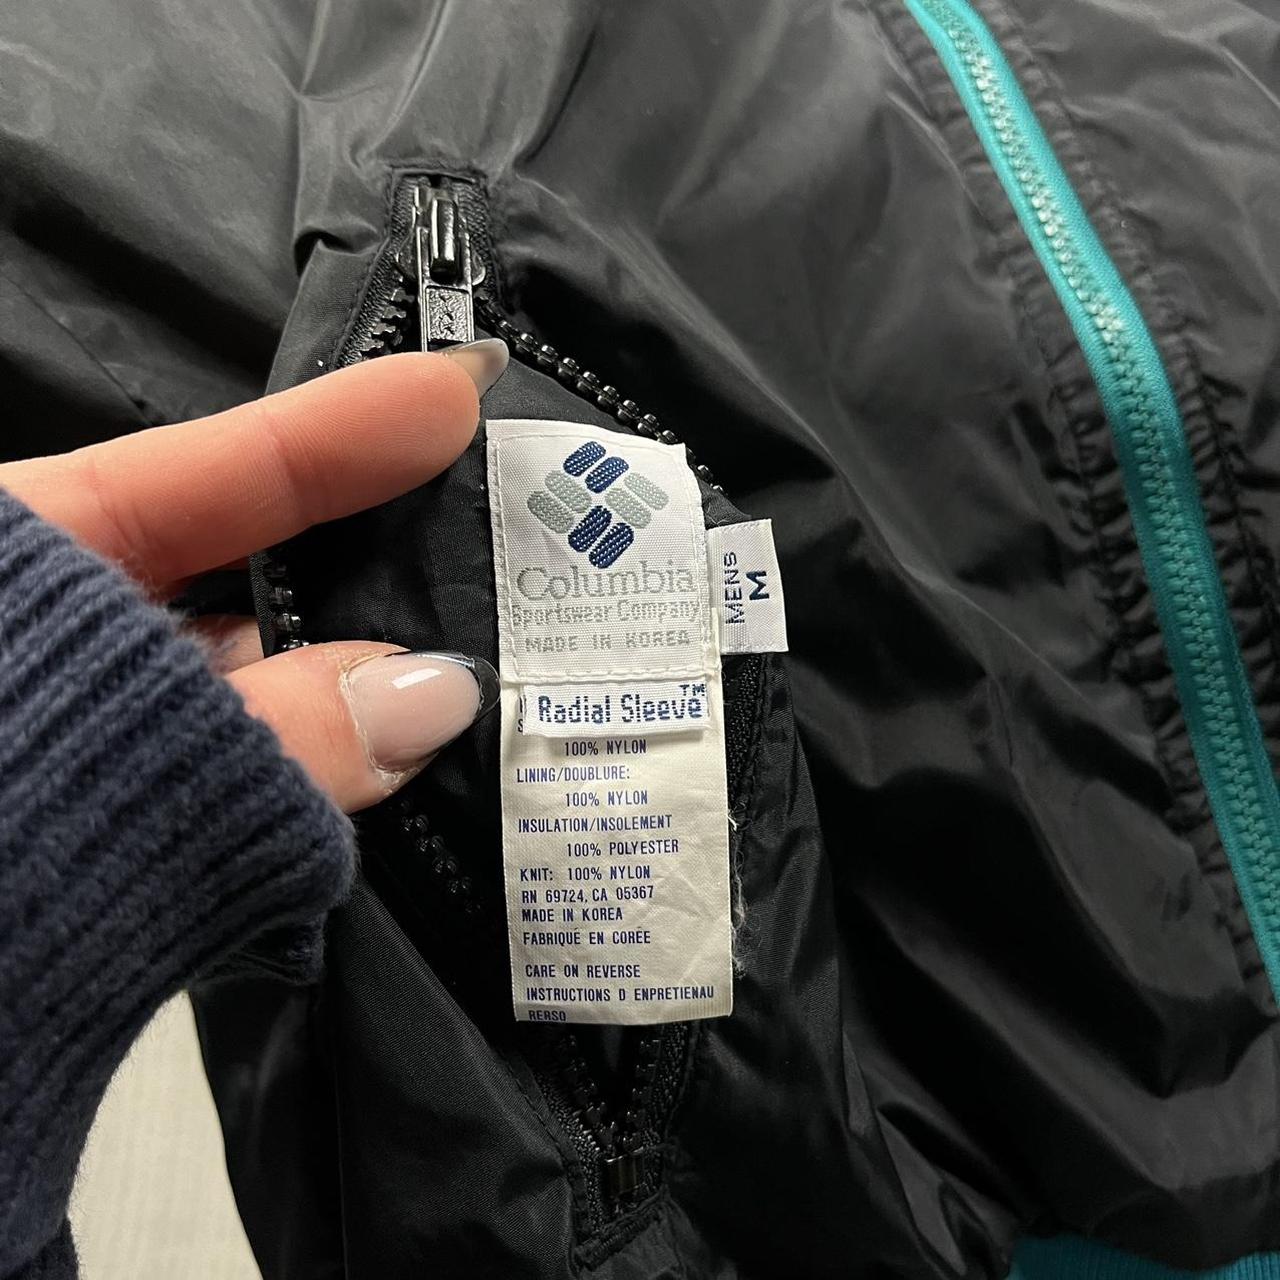 Columbia
Sportswear Company
MADE IN KOREA
MENS
M
Radial Sleeve™
100% NYLON
LINING/DOUBLURE:
100% NYLON
INSULATION/INSOLEMENT
100% POLYESTER
KNIT: 100% NYLON
RN 69724, CA 05367
MADE IN KOREA
FABRIQUÉ EN CORÉE
CARE ON REVERSE
INSTRUCTIONS D ENPRETIENAU
RERSO